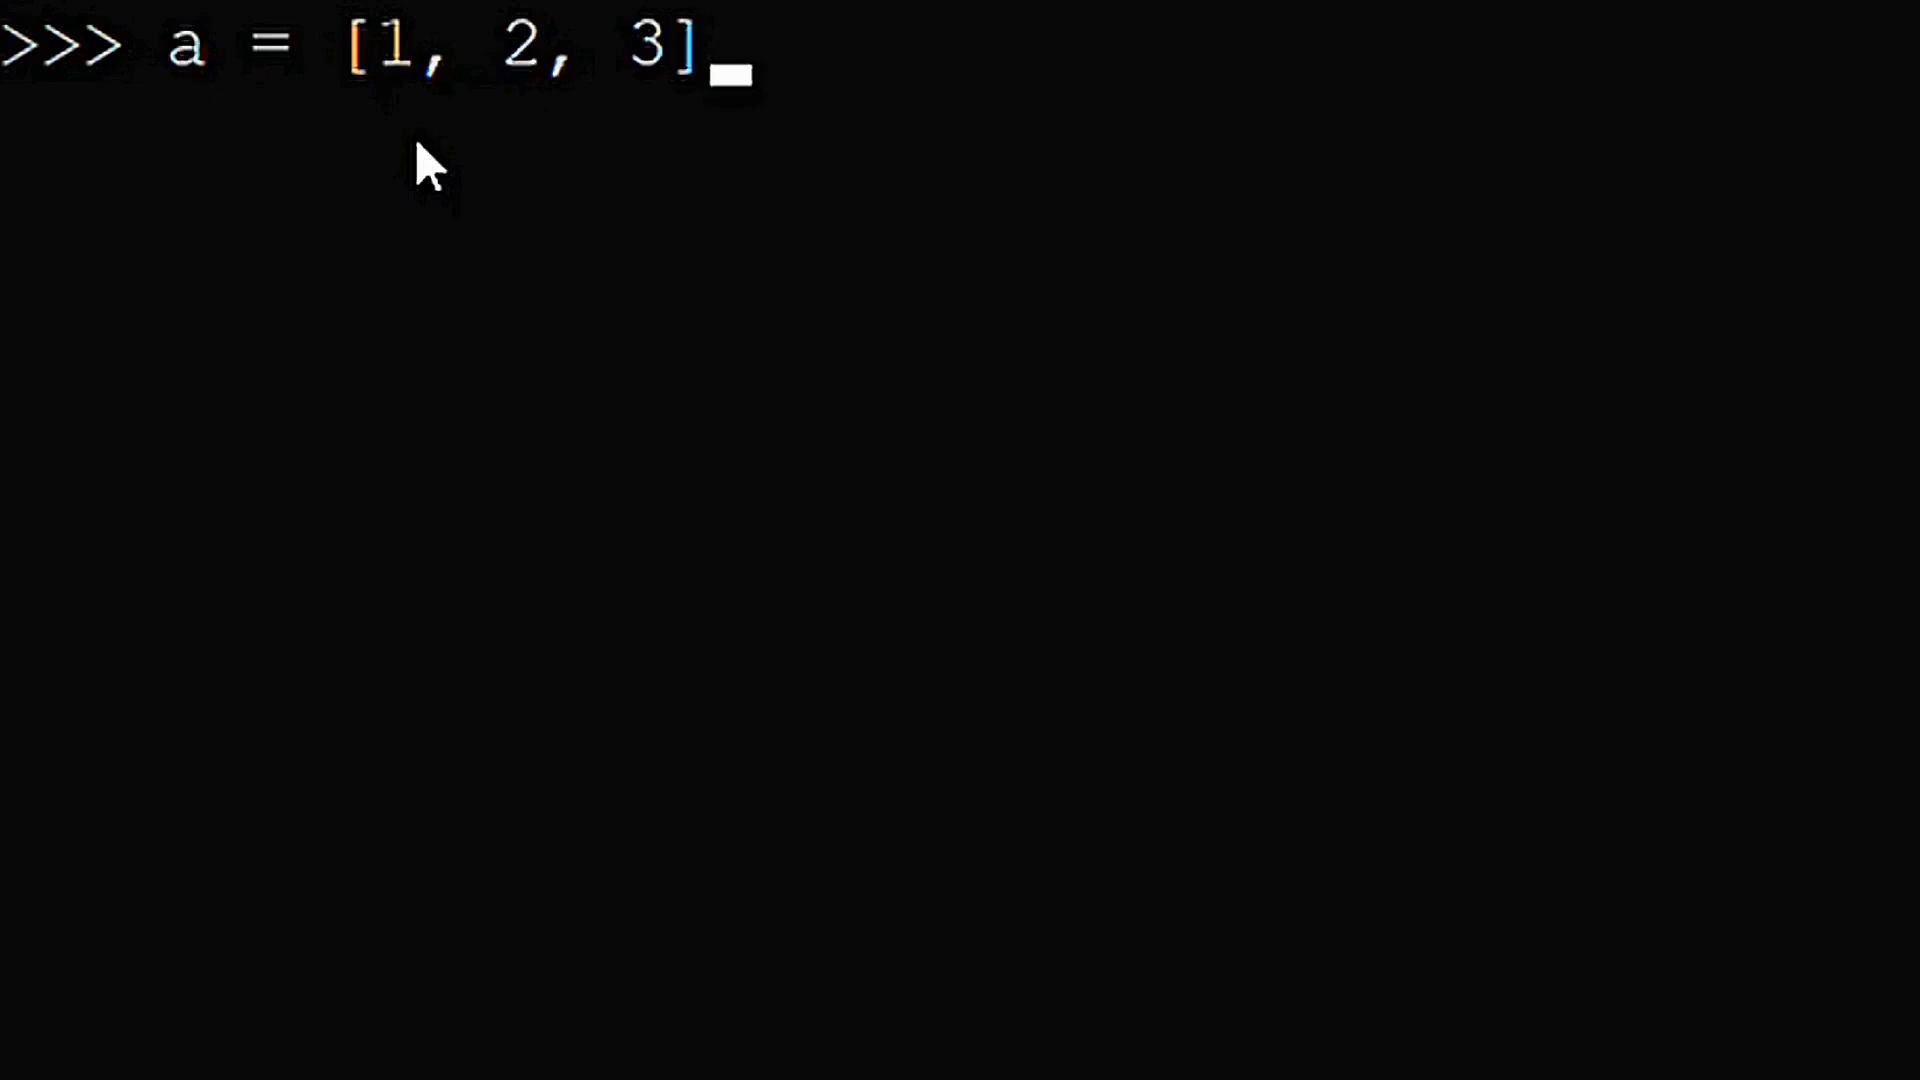 >>> a = [1, 2, 3]